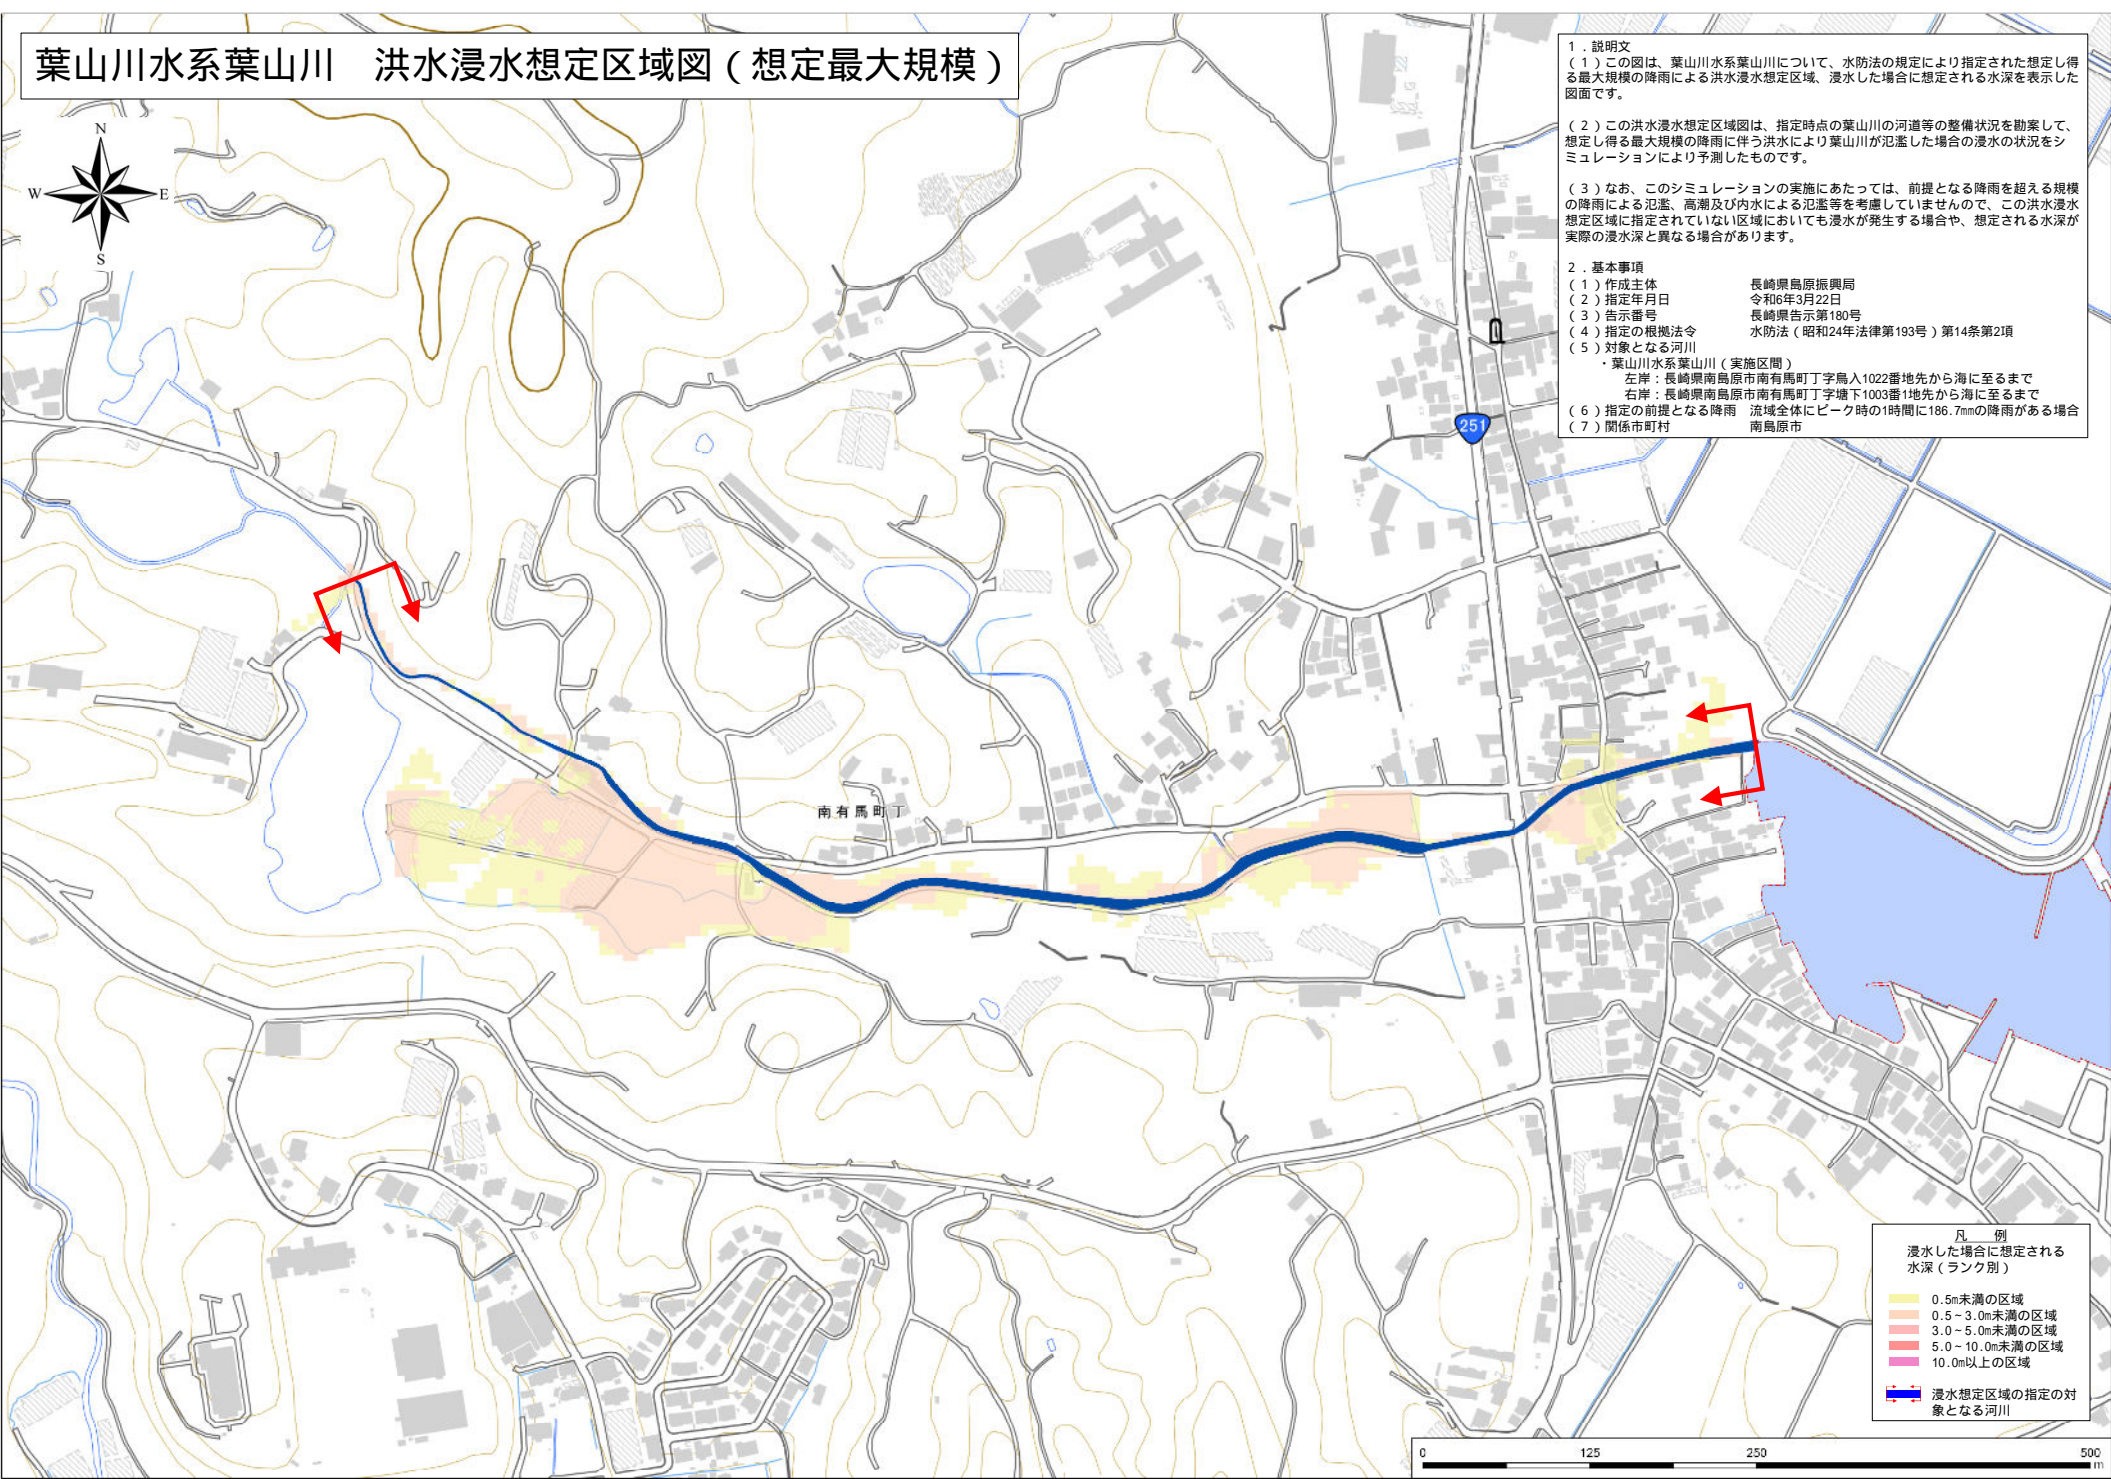 葉山川水系葉山川　洪水浸水想定区域図（想定最大規模）
N
W
E
S
1．説明文
（1）この図は、葉山川水系葉山川について、水防法の規定により指定された想定し得
る最大規模の降雨による洪水浸水想定区域、浸水した場合に想定される水深を表示した
図面です。
（2）この洪水浸水想定区域図は、指定時点の葉山川の河道等の整備状況を勘案して、
想定し得る最大規模の降雨に伴う洪水により葉山川が氾濫した場合の浸水の状況をシ
ミュレーションにより予測したものです。
（3）なお、このシミュレーションの実施にあたっては、前提となる降雨を超える規模
の降雨による氾濫、高潮及び内水による氾濫等を考慮していませんので、この洪水浸水
想定区域に指定されていない区域においても浸水が発生する場合や、想定される水深が
実際の浸水深と異なる場合があります。
2．基本事項
（1）作成主体　長崎県島原振興局
（2）指定年月日　令和6年3月22日
（3）告示番号　長崎県告示第180号
（4）指定の根拠法令　水防法（昭和24年法律第193号）第14条第2項
（5）対象となる河川
・葉山川水系葉山川（実施区間）
左岸：長崎県南島原市南有馬町丁字鳥入1022番地先から海に至るまで
右岸：長崎県南島原市南有馬町丁字塘下1003番1地先から海に至るまで
（6）指定の前提となる降雨　流域全体にピーク時の1時間に186.7mmの降雨がある場合
（7）関係市町村　南島原市
251
南有馬町丁
凡　例
浸水した場合に想定される
水深（ランク別）
0.5m未満の区域
0.5~3.0m未満の区域
3.0~5.0m未満の区域
5.0~10.0m未満の区域
10.0m以上の区域
浸水想定区域の指定の対
象となる河川
0 125 250 500
m